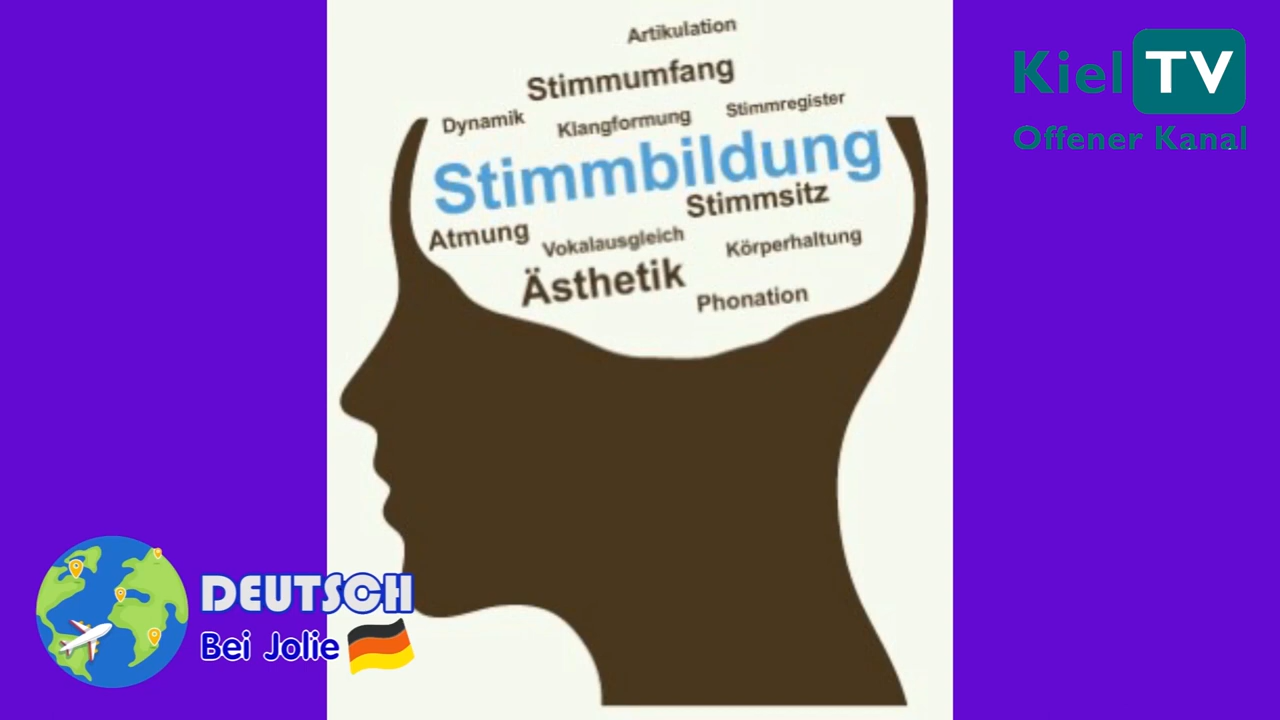 Artikulation
Stimmumfang
Dynamik Klangformung Stimmregister
Stimmbildung
Stimmsitz
Atmung Vokalausgleich Körperhaltung
Ästhetik Phonation
Kiel TV
Offener Kanal
DEUTSCH
Bei Jolie